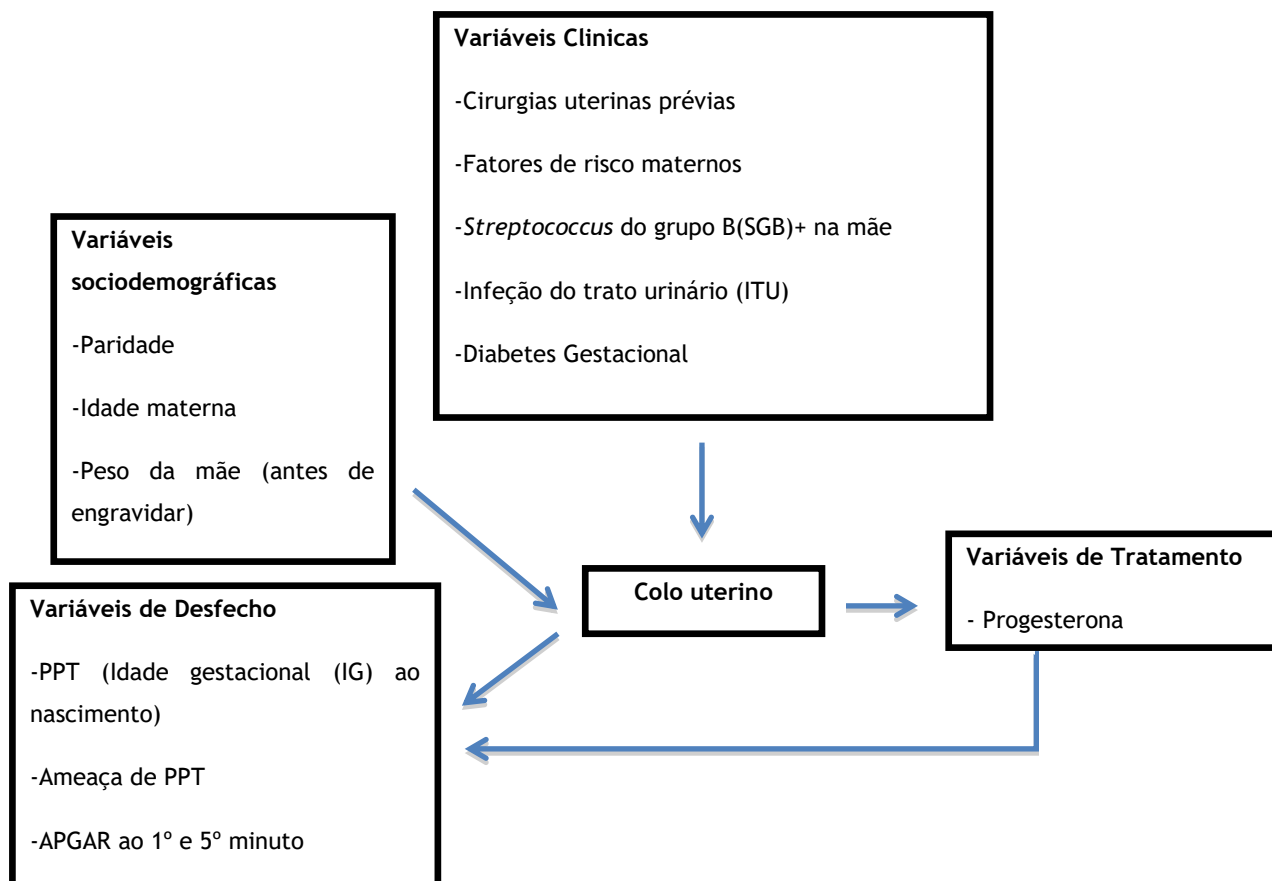 Variáveis Clinicas
-Cirurgias uterinas prévias
-Fatores de risco maternos
-Streptococcus do grupo B(SGB)+ na mãe
-Infeção do trato urinário (ITU)
-Diabetes Gestacional
Variáveis
sociodemográficas
-Paridade
-Idade materna
-Peso da mãe (antes de
engravidar)
Colo uterino
Variáveis de Tratamento
- Progesterona
Variáveis de Desfecho
-PPT (Idade gestacional (IG) ao
nascimento)
-Ameaça de PPT
-APGAR ao 1º e 5º minuto